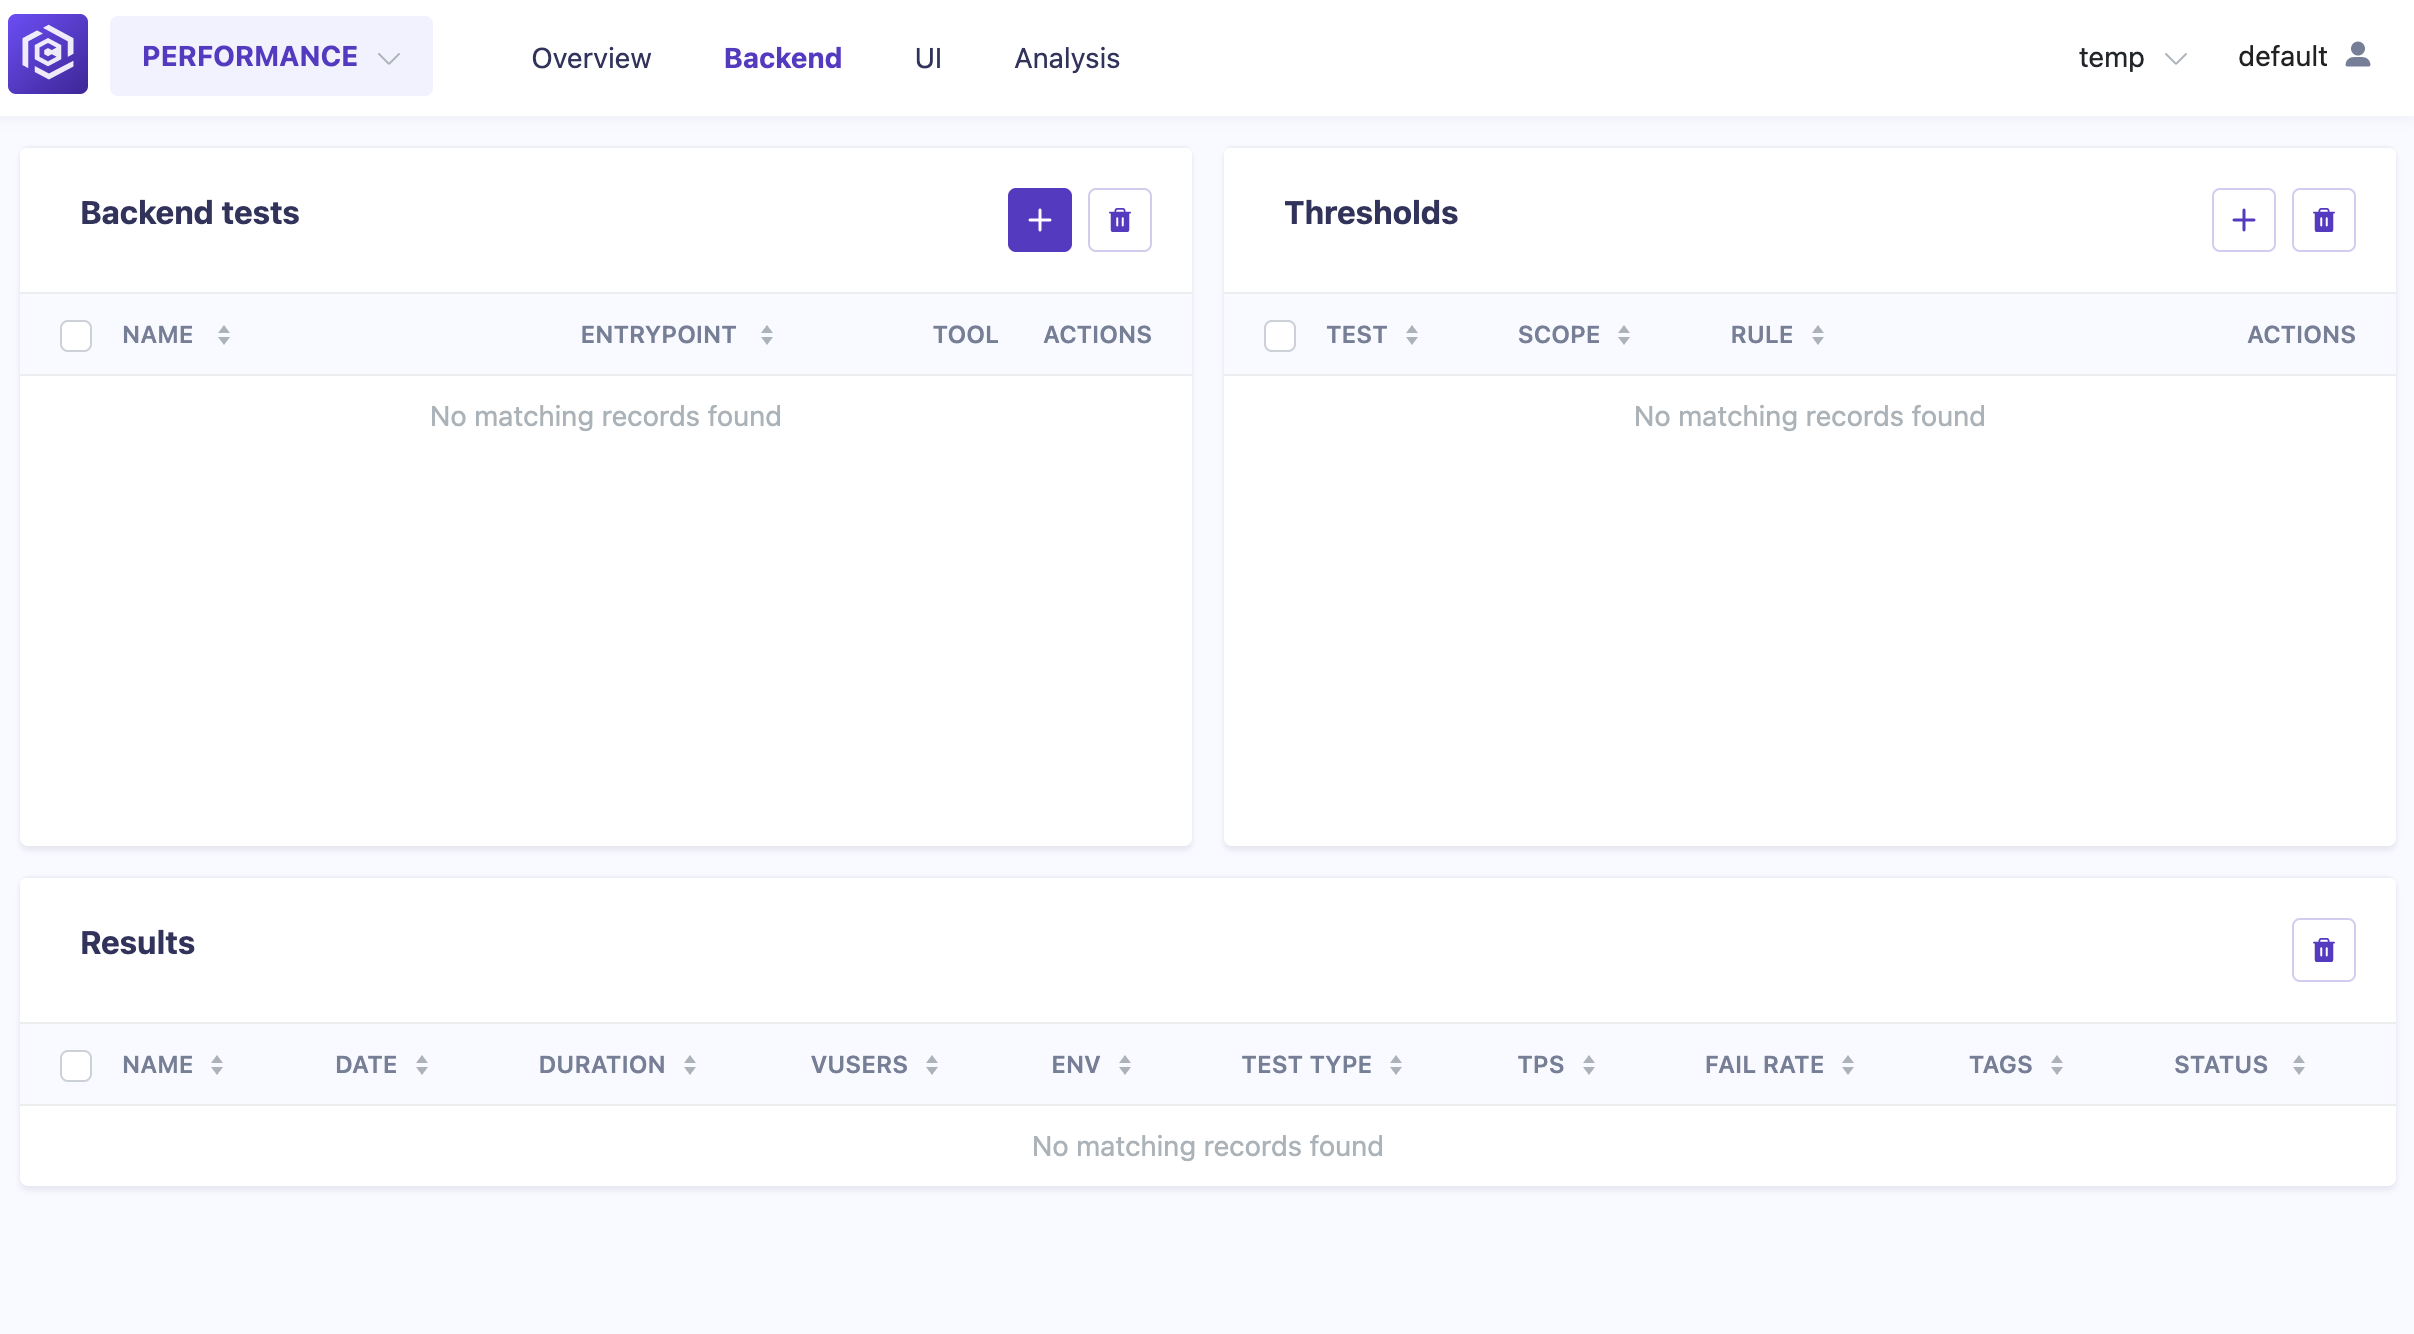 PERFORMANCE Overview Backend UI Analysis temp default
Backend tests
NAME ENTRYPOINT TOOL ACTIONS
No matching records found
Thresholds
TEST SCOPE RULE ACTIONS
No matching records found
Results
NAME DATE DURATION VUSERS ENV TEST TYPE TPS FAIL RATE TAGS STATUS
No matching records found